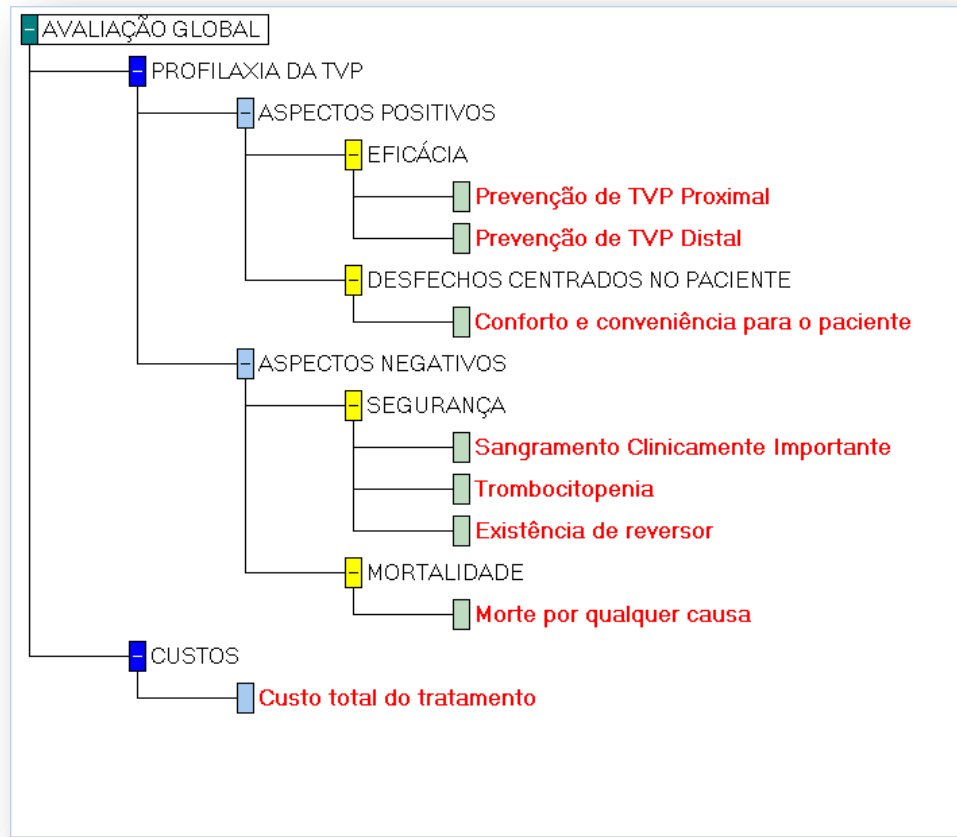 AVALIAÇÃO GLOBAL
PROFILAXIA DA TVP
ASPECTOS POSITIVOS
EFICÁCIA
Prevenção de TVP Proximal
Prevenção de TVP Distal
DESFECHOS CENTRADOS NO PACIENTE
Conforto e conveniência para o paciente
ASPECTOS NEGATIVOS
SEGURANÇA
Sangramento Clinicamente Importante
Trombocitopenia
Existência de reversor
MORTALIDADE
Morte por qualquer causa
CUSTOS
Custo total do tratamento